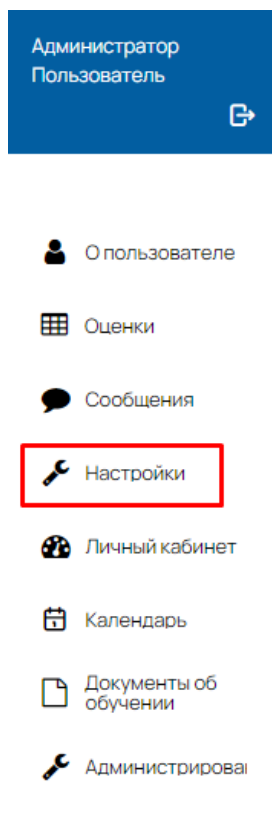 Администратор
Пользователь
О пользователе
Оценки
Сообщения
Настройки
Личный кабинет
Календарь
Документы об
обучении
Администрирова